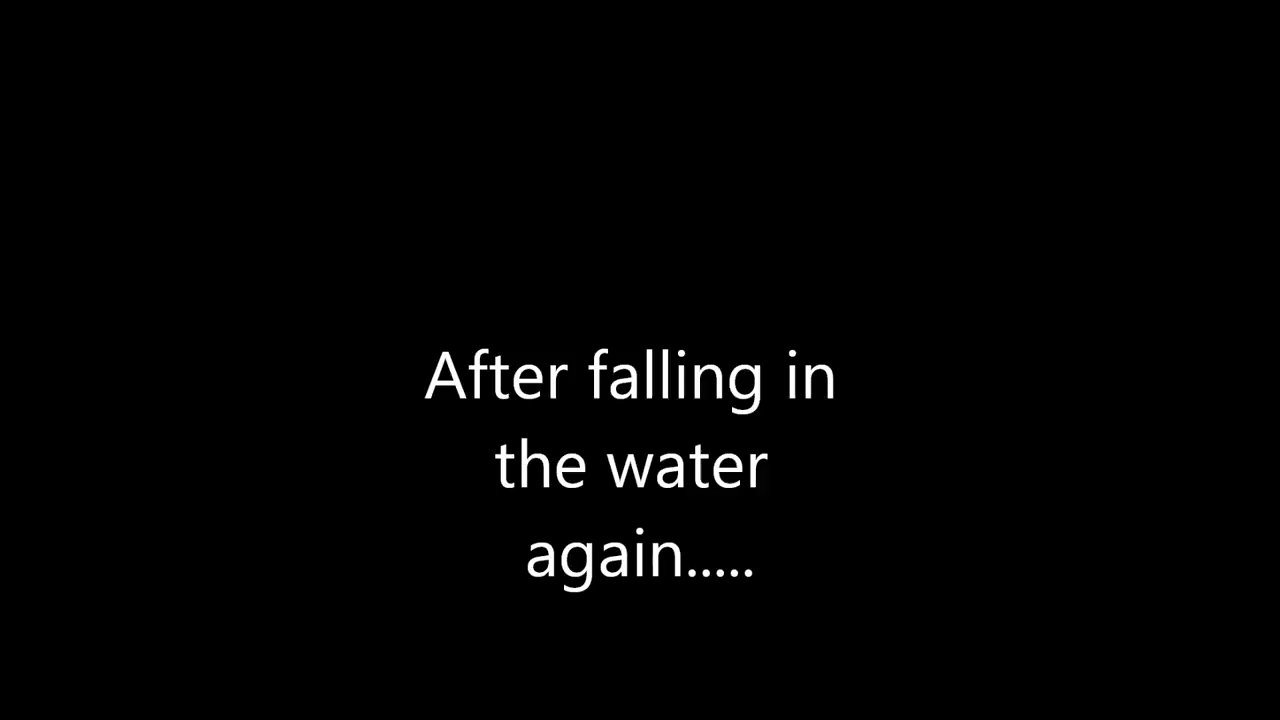 After falling in
the water
again.....